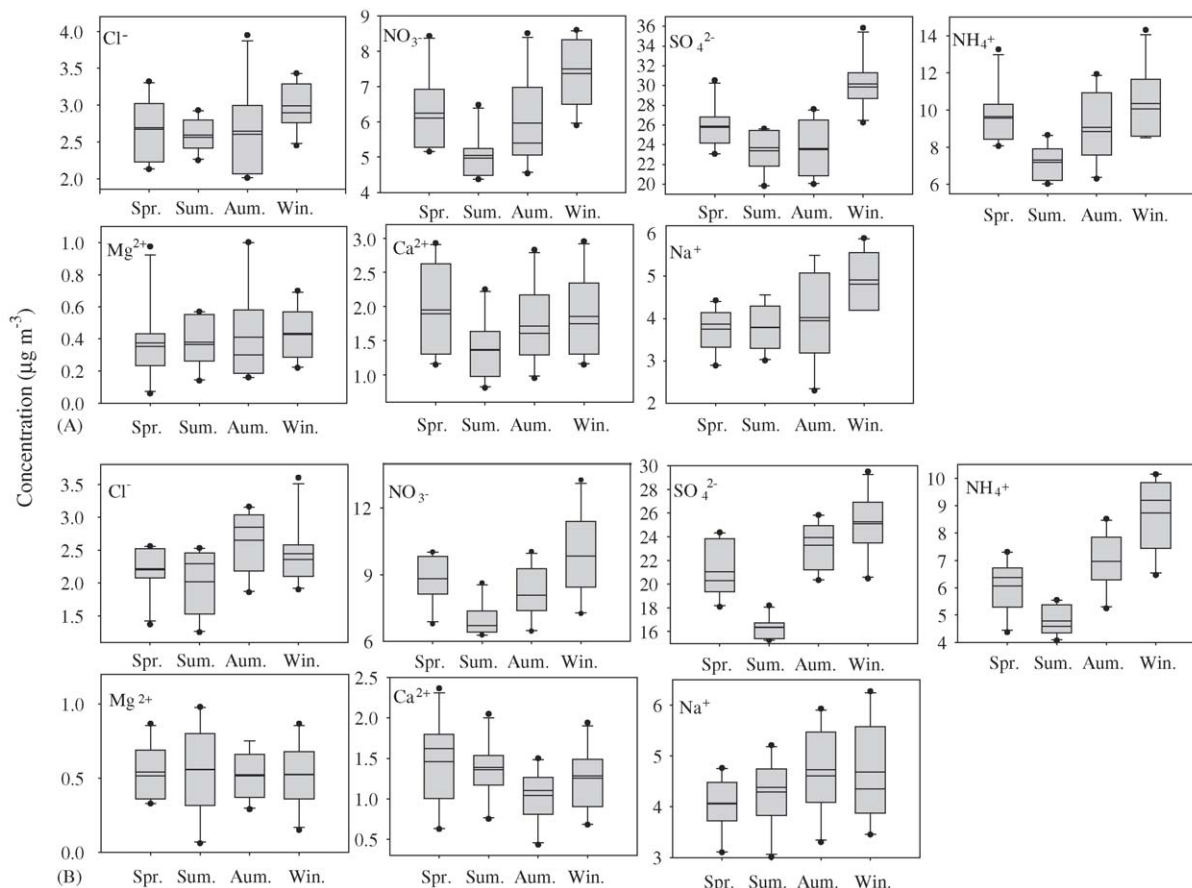 Concentration (µg m⁻³)
Cl⁻
4.0
3.5
3.0
2.5
2.0
Spr. Sum. Aum. Win.
NO₃-
9
8
7
6
5
4
Spr. Sum. Aum. Win.
SO₄²⁻
36
34
32
30
28
26
24
22
20
Spr. Sum. Aum. Win.
NH₄⁺
14
12
10
8
6
Spr. Sum. Aum. Win.
Mg²⁺
1.0
0.8
0.6
0.4
0.2
0.0
Spr. Sum. Aum. Win.
Ca²⁺
3.0
2.5
2.0
1.5
1.0
Spr. Sum. Aum. Win.
Na⁺
6
5
4
3
2
Spr. Sum. Aum. Win.
(A)
Cl⁻
3.5
3.0
2.5
2.0
1.5
Spr. Sum. Aum. Win.
NO₃-
12
9
6
Spr. Sum. Aum. Win.
SO₄²⁻
30
28
26
24
22
20
18
16
Spr. Sum. Aum. Win.
NH₄⁺
10
9
8
7
6
5
4
Spr. Sum. Aum. Win.
Mg²⁺
1.0
0.5
0.0
Spr. Sum. Aum. Win.
Ca²⁺
2.5
2.0
1.5
1.0
0.5
Spr. Sum. Aum. Win.
Na⁺
6
5
4
3
Spr. Sum. Aum. Win.
(B)